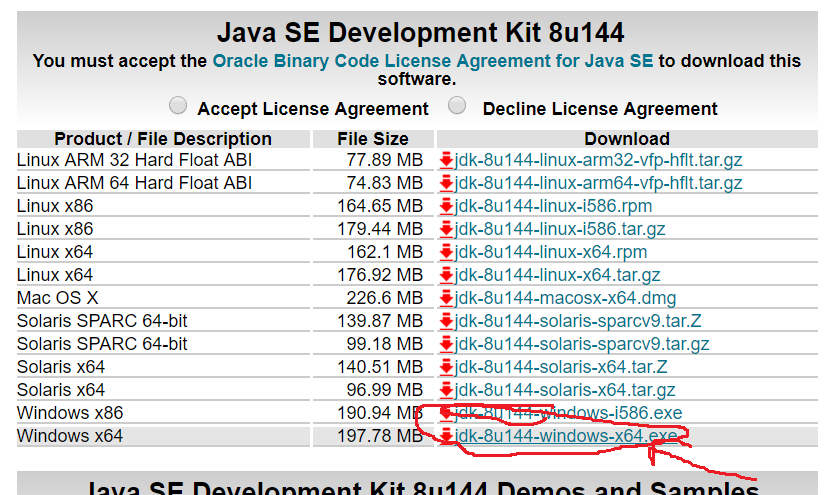 Java SE Development Kit 8u144
You must accept the Oracle Binary Code License Agreement for Java SE to download this
software.
Accept License Agreement Decline License Agreement
Product / File Description File Size Download
Linux ARM 32 Hard Float ABI 77.89 MB jdk-8u144-linux-arm32-vfp-hflt.tar.gz
Linux ARM 64 Hard Float ABI 74.83 MB jdk-8u144-linux-arm64-vfp-hflt.tar.gz
Linux x86 164.65 MB jdk-8u144-linux-i586.rpm
Linux x86 179.44 MB jdk-8u144-linux-i586.tar.gz
Linux x64 162.1 MB jdk-8u144-linux-x64.rpm
Linux x64 176.92 MB jdk-8u144-linux-x64.tar.gz
Mac OS X 226.6 MB jdk-8u144-macosx-x64.dmg
Solaris SPARC 64-bit 139.87 MB jdk-8u144-solaris-sparcv9.tar.Z
Solaris SPARC 64-bit 99.18 MB jdk-8u144-solaris-sparcv9.tar.gz
Solaris x64 140.51 MB jdk-8u144-solaris-x64.tar.Z
Solaris x64 96.99 MB jdk-8u144-solaris-x64.tar.gz
Windows x86 190.94 MB jdk-8u144-windows-i586.exe
Windows x64 197.78 MB jdk-8u144-windows-x64.exe
Java SE Development Kit 8u144 Demos and Samples